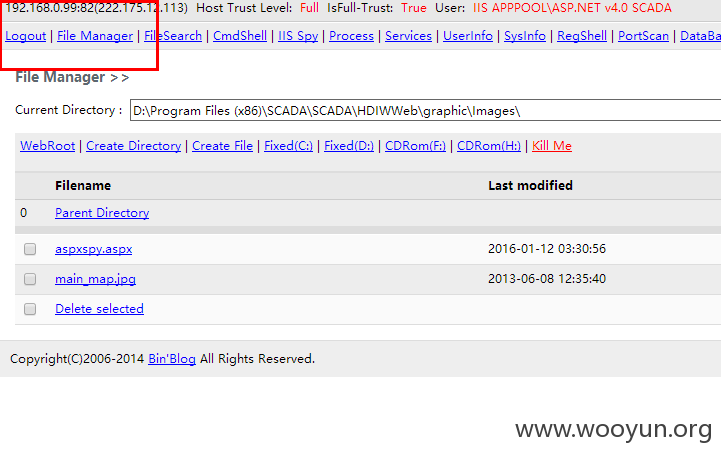 192.168.0.99:82(222.175.12.113) Host Trust Level: Full IsFull-Trust: True User: IIS APPPOOL\ASP.NET v4.0 SCADA
Logout | File Manager | FileSearch | CmdShell | IIS Spy | Process | Services | UserInfo | SysInfo | RegShell | PortScan | DataBa
File Manager >>
Current Directory : D:\Program Files (x86)\SCADA\SCADA\HDIWWeb\graphic\Images\
WebRoot | Create Directory | Create File | Fixed(C:) | Fixed(D:) | CDRom(F:) | CDRom(H:) | Kill Me
Filename Last modified
0 Parent Directory
aspxspy.aspx 2016-01-12 03:30:56
main_map.jpg 2013-06-08 12:35:40
Delete selected
Copyright(C)2006-2014 Bin'Blog All Rights Reserved.
www.wooyun.org